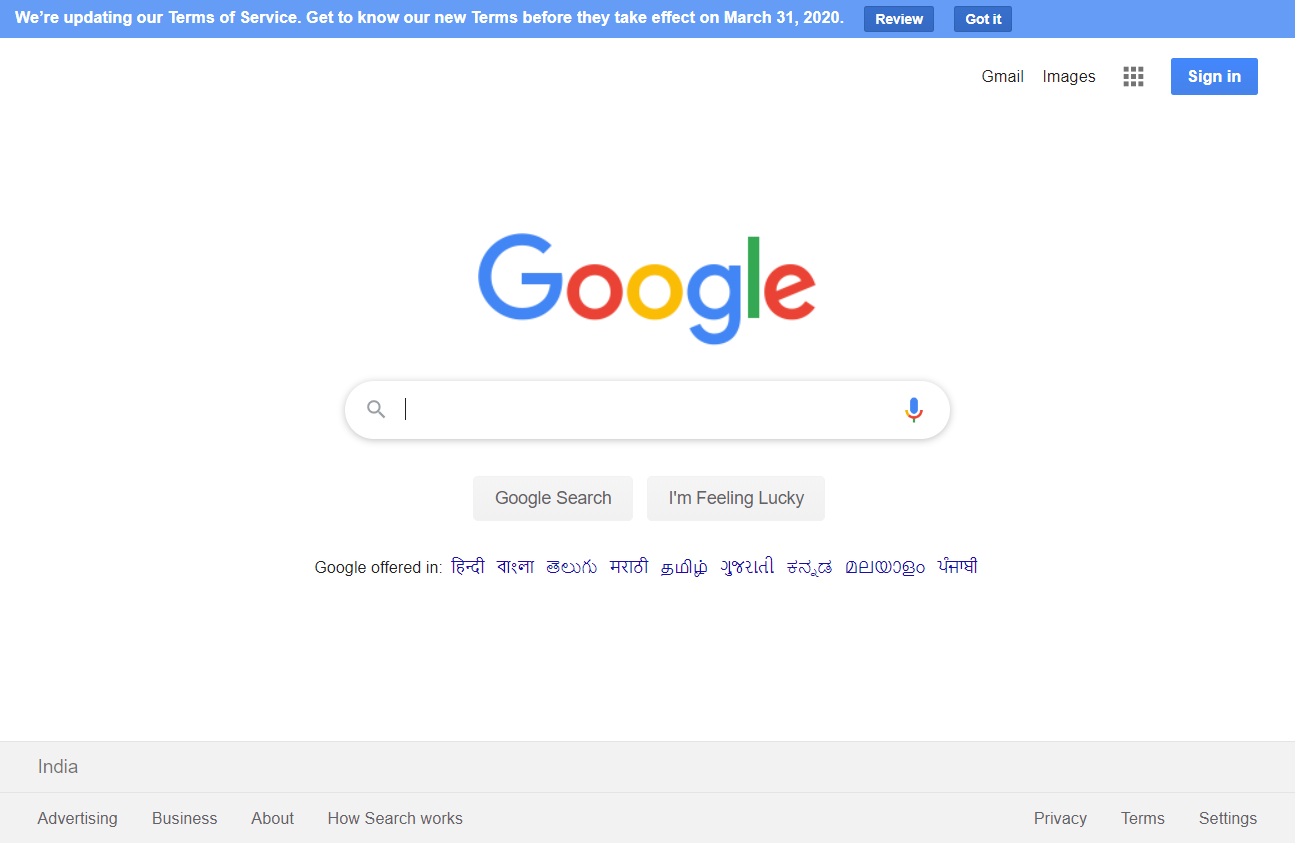 We're updating our Terms of Service. Get to know our new Terms before they take effect on March 31, 2020. Review Got it
Gmail Images Sign in
Google
Google Search I'm Feeling Lucky
Google offered in: हिन्दी বাংলা తెలుగు मराठी தமிழ் ગુજરાતી ಕನ್ನಡ മലയാളം ਪੰਜਾਬੀ
India
Advertising Business About How Search works Privacy Terms Settings